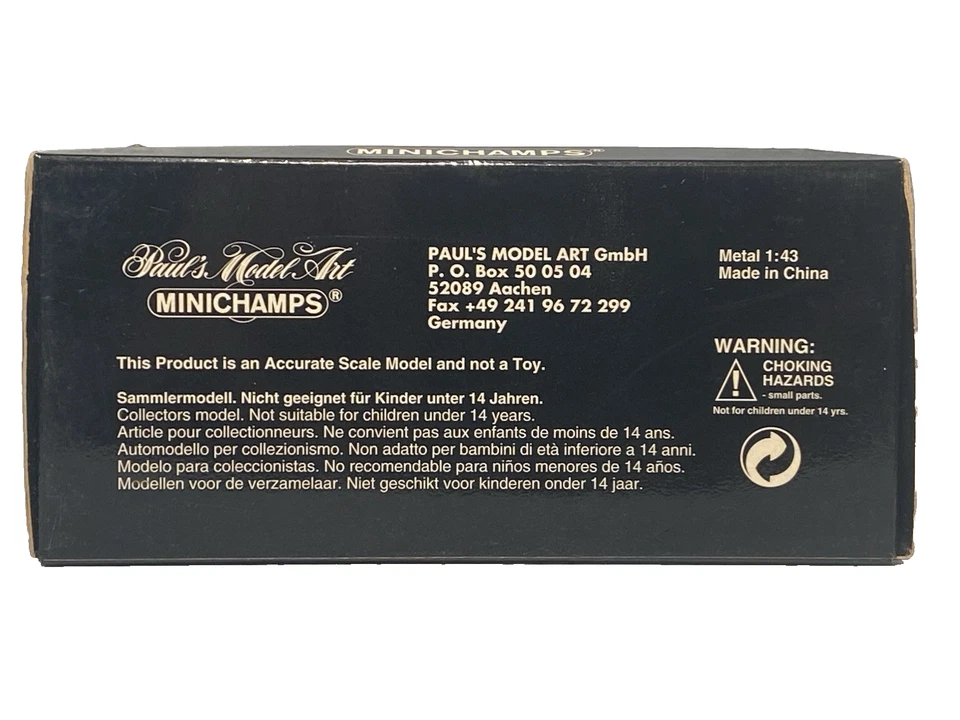 MINICHAMPS®
Paul's Model Art
MINICHAMPS®
PAUL'S MODEL ART GmbH
P. O. Box 50 05 04
52089 Aachen
Fax +49 241 96 72 299
Germany
Metal 1:43
Made in China
This Product is an Accurate Scale Model and not a Toy.
Sammlermodell. Nicht geeignet für Kinder unter 14 Jahren.
Collectors model. Not suitable for children under 14 years.
Article pour collectionneurs. Ne convient pas aux enfants de moins de 14 ans.
Automodello per collezionismo. Non adatto per bambini di età inferiore a 14 anni.
Modelo para coleccionistas. No recomendable para niños menores de 14 años.
Modellen voor de verzamelaar. Niet geschikt voor kinderen onder 14 jaar.
WARNING:
CHOKING
HAZARDS
- small parts.
Not for children under 14 yrs.